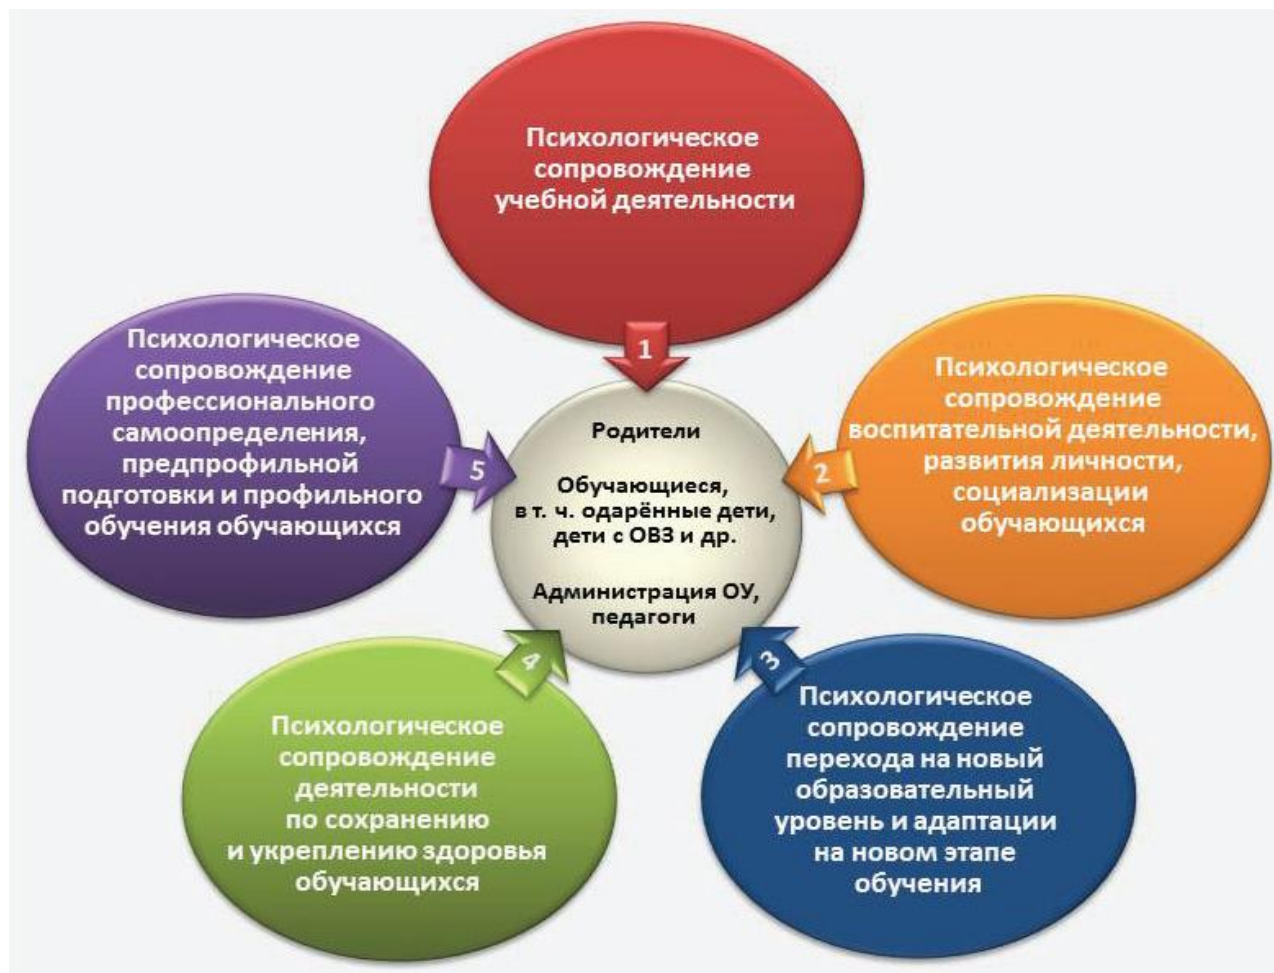 Психологическое
сопровождение
учебной деятельности
1
Психологическое
сопровождение
воспитательной деятельности,
развития личности,
социализации
обучающихся
2
Психологическое
сопровождение
перехода на новый
образовательный
уровень и адаптации
на новом этапе
обучения
3
Психологическое
сопровождение
деятельности
по сохранению
и укреплению здоровья
обучающихся
4
Психологическое
сопровождение
профессионального
самоопределения,
предпрофильной
подготовки и профильного
обучения обучающихся
5
Родители
Обучающиеся,
в т. ч. одарённые дети,
дети с ОВЗ и др.
Администрация ОУ,
педагоги